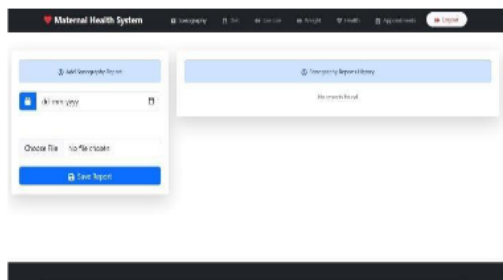 Maternal Health System
Sonography Diet Exercise Weight Health Appointments Logout
Add Sonography Report
dd-mm-yyyy
Choose File No file chosen
Save Report
Sonography Reports History
No reports found